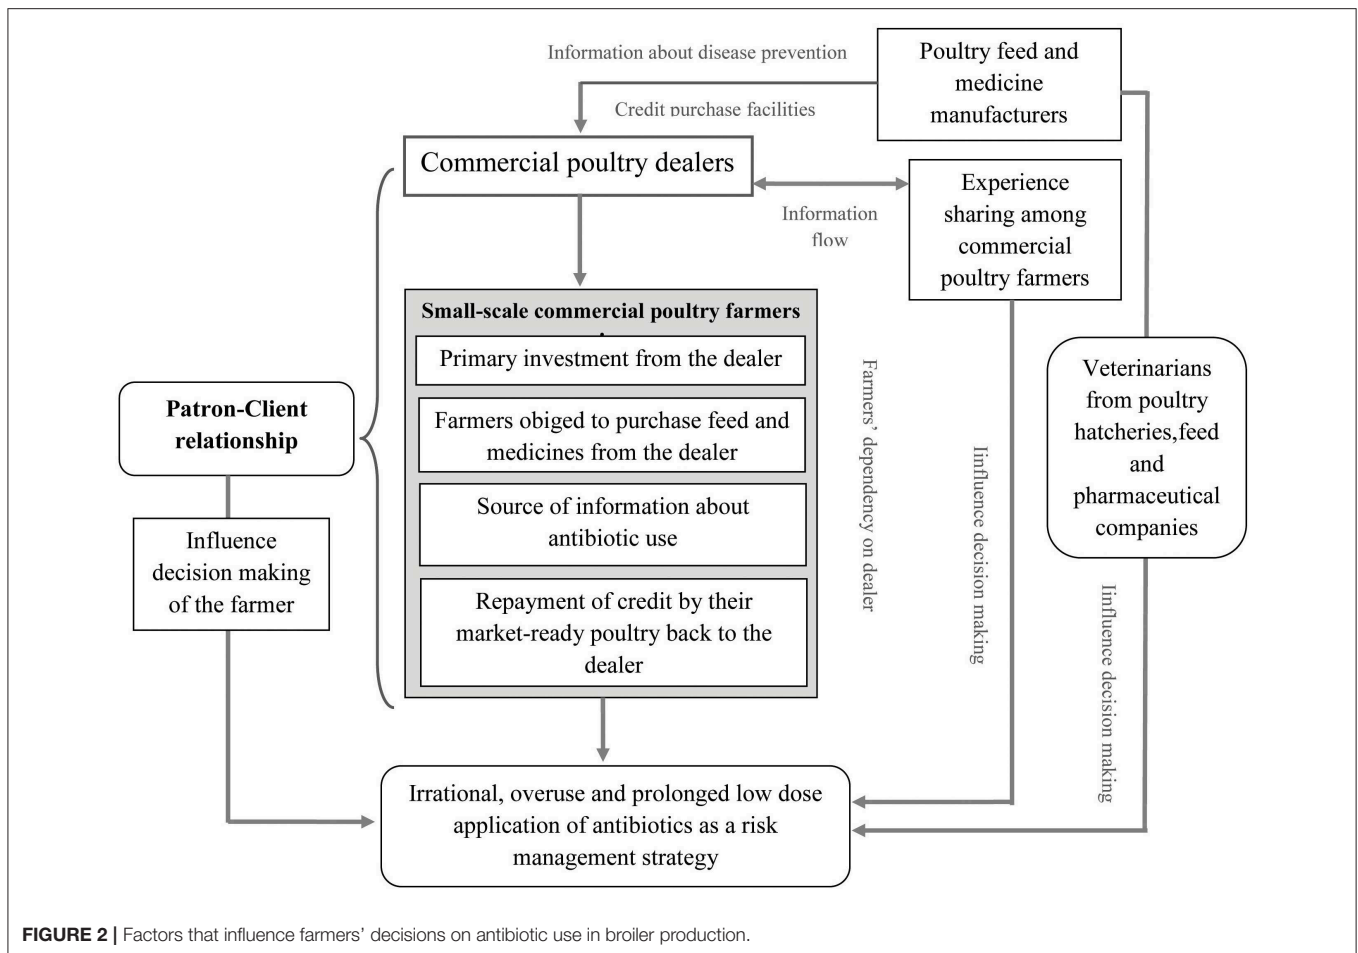 Information about disease prevention
Credit purchase facilities
Poultry feed and
medicine
manufacturers
Commercial poultry dealers
Information
flow
Experience
sharing among
commercial
poultry farmers
Small-scale commercial poultry farmers
Primary investment from the dealer
Farmers obiged to purchase feed and
medicines from the dealer
Source of information about
antibiotic use
Repayment of credit by their
market-ready poultry back to the
dealer
Patron-Client
relationship
Influence
decision making
of the farmer
Farmers’ dependency on dealer
Iinfluence decision making
Veterinarians
from poultry
hatcheries,feed
and
pharmaceutical
companies
Iinfluence decision making
Irrational, overuse and prolonged low dose
application of antibiotics as a risk
management strategy
FIGURE 2 | Factors that influence farmers’ decisions on antibiotic use in broiler production.